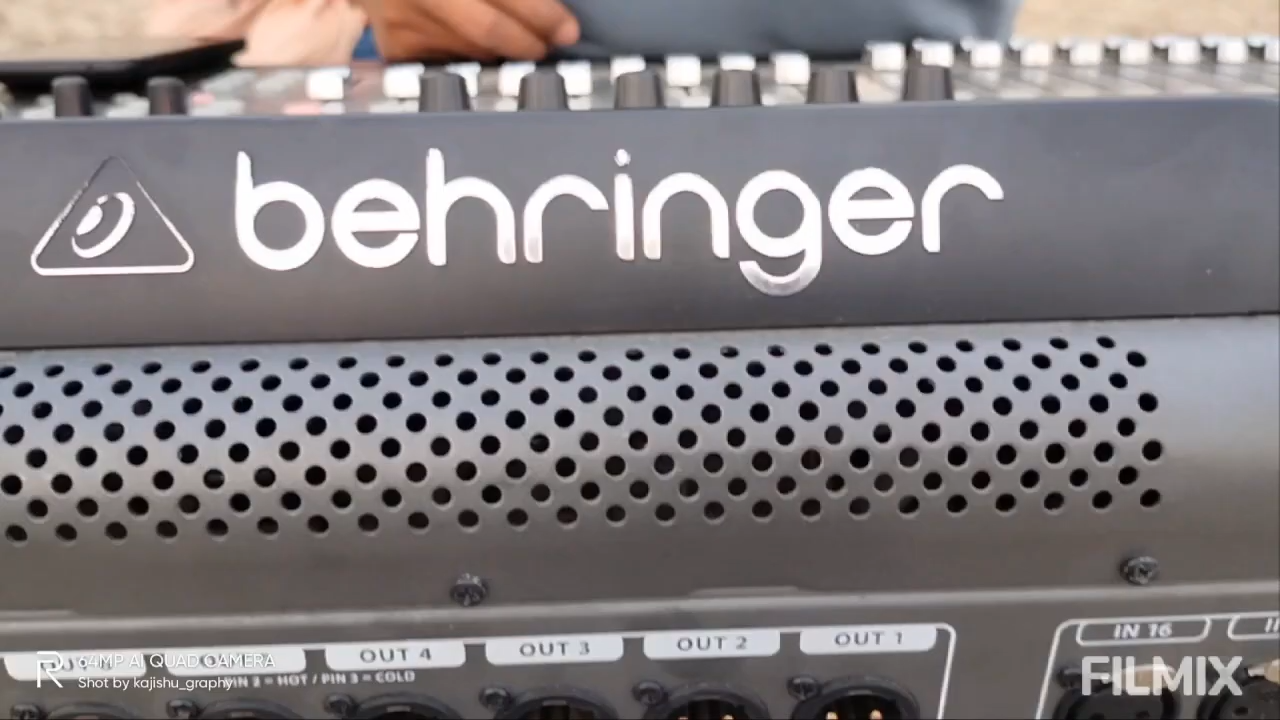 behringer
OUT 4
OUT 3
OUT 2
OUT 1
IN 16
PIN 2 = HOT / PIN 3 = COLD
64MP AI QUAD CAMERA
Shot by kajishu_graphy
FILMIX